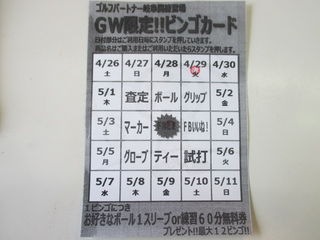 ゴルフパートナー岐阜関練習場
GW限定!!ビンゴカード
日付部分はご利用日毎にスタンプを押していきます。
商品名はご購入またはご利用いただいたらスタンプを押します。
4/26 4/27 4/28 4/29 4/30
土 日 月 火 水
5/1 査定 ボール グリップ 5/2
木 金
5/3 マーカー FBいいね! 5/4
土 日
5/5 グローブ ティー 試打 5/6
月 火
5/7 5/8 5/9 5/10 5/11
水 木 金 土 日
1ビンゴにつき
お好きなボール1スリーブor練習60分無料券
プレゼント!!最大12ビンゴ!!